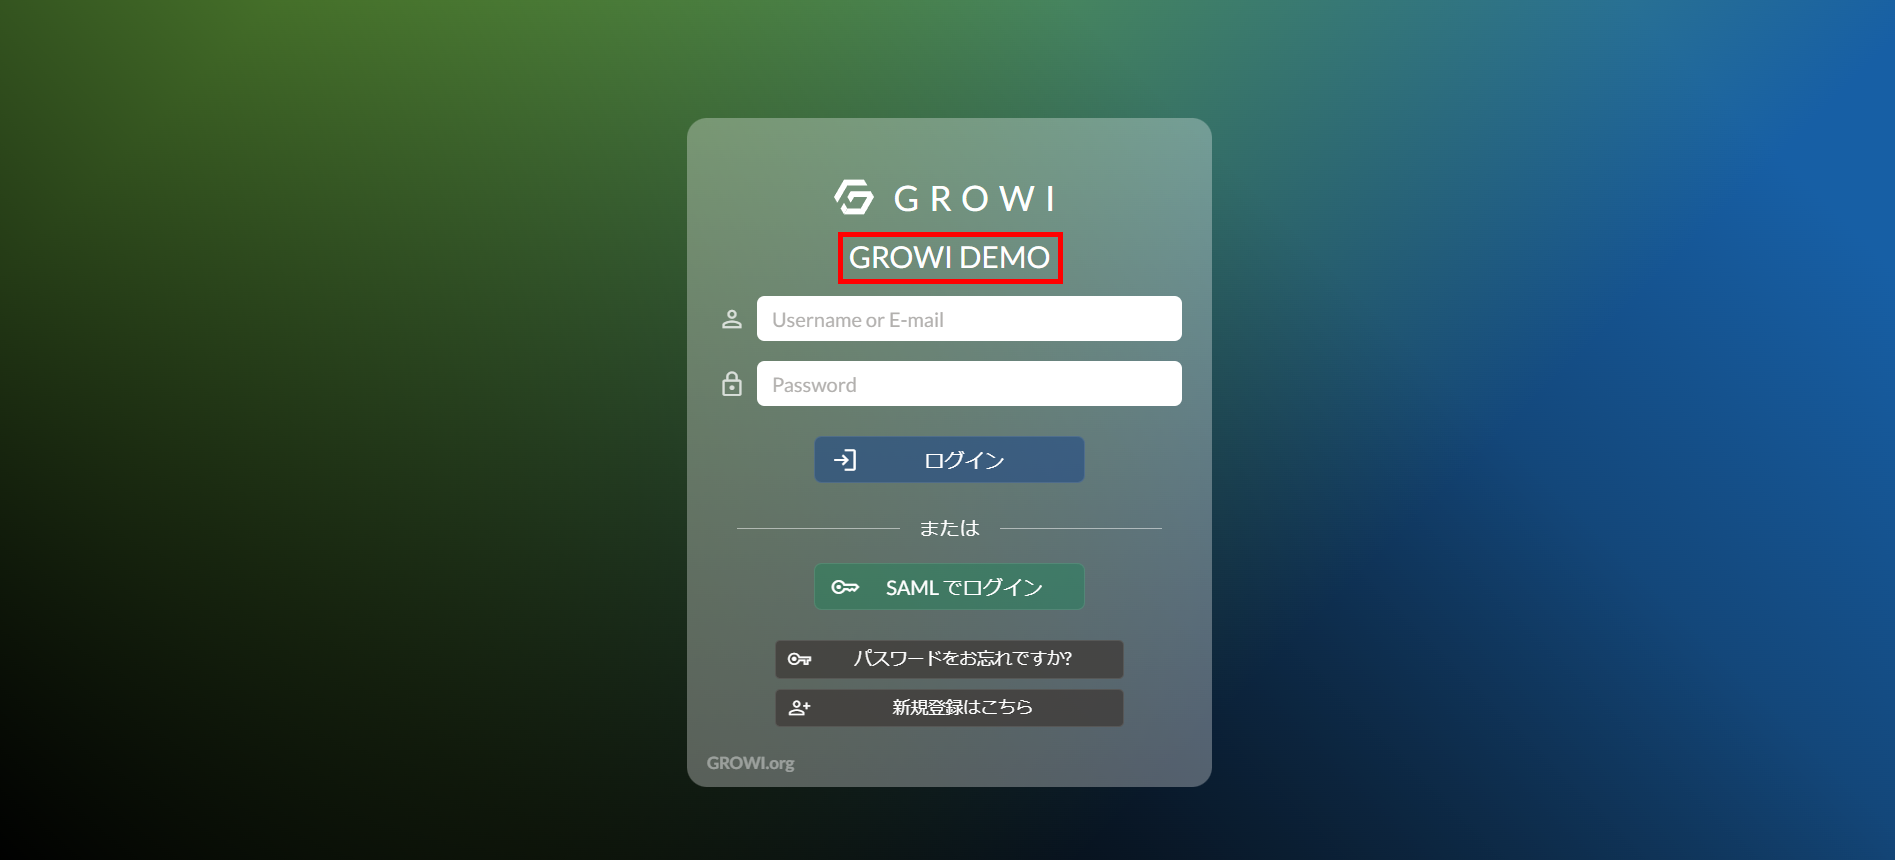 GROWI
GROWI DEMO
Username or E-mail
Password
ログイン
または
SAML でログイン
パスワードをお忘れですか?
新規登録はこちら
GROWI.org